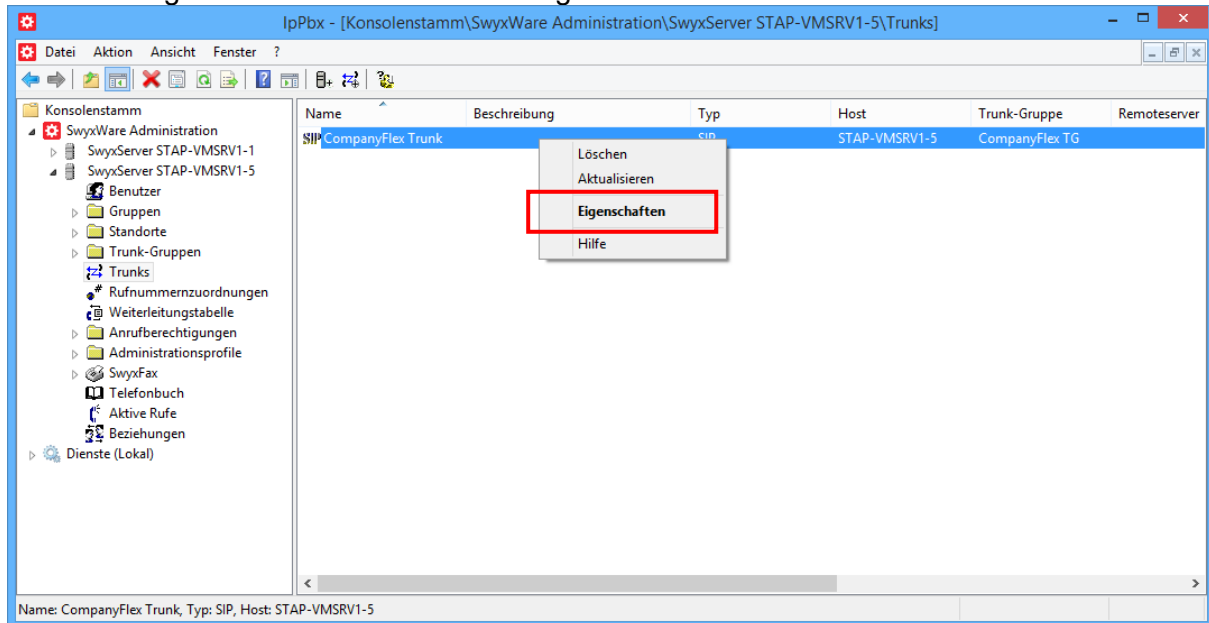 IpPbx - [Konsolenstamm\SwyxWare Administration\SwyxServer STAP-VMSRV1-5\Trunks]
Datei Aktion Ansicht Fenster ?
Konsolenstamm
SwyxWare Administration
SwyxServer STAP-VMSRV1-1
SwyxServer STAP-VMSRV1-5
Benutzer
Gruppen
Standorte
Trunk-Gruppen
Trunks
Rufnummernzuordnungen
Weiterleitungstabelle
Anrufberechtigungen
Administrationsprofile
SwyxFax
Telefonbuch
Aktive Rufe
Beziehungen
Dienste (Lokal)
Name Beschreibung Typ Host Trunk-Gruppe Remoteserver
SIP CompanyFlex Trunk SIP STAP-VMSRV1-5 CompanyFlex TG
Löschen
Aktualisieren
Eigenschaften
Hilfe
Name: CompanyFlex Trunk, Typ: SIP, Host: STAP-VMSRV1-5